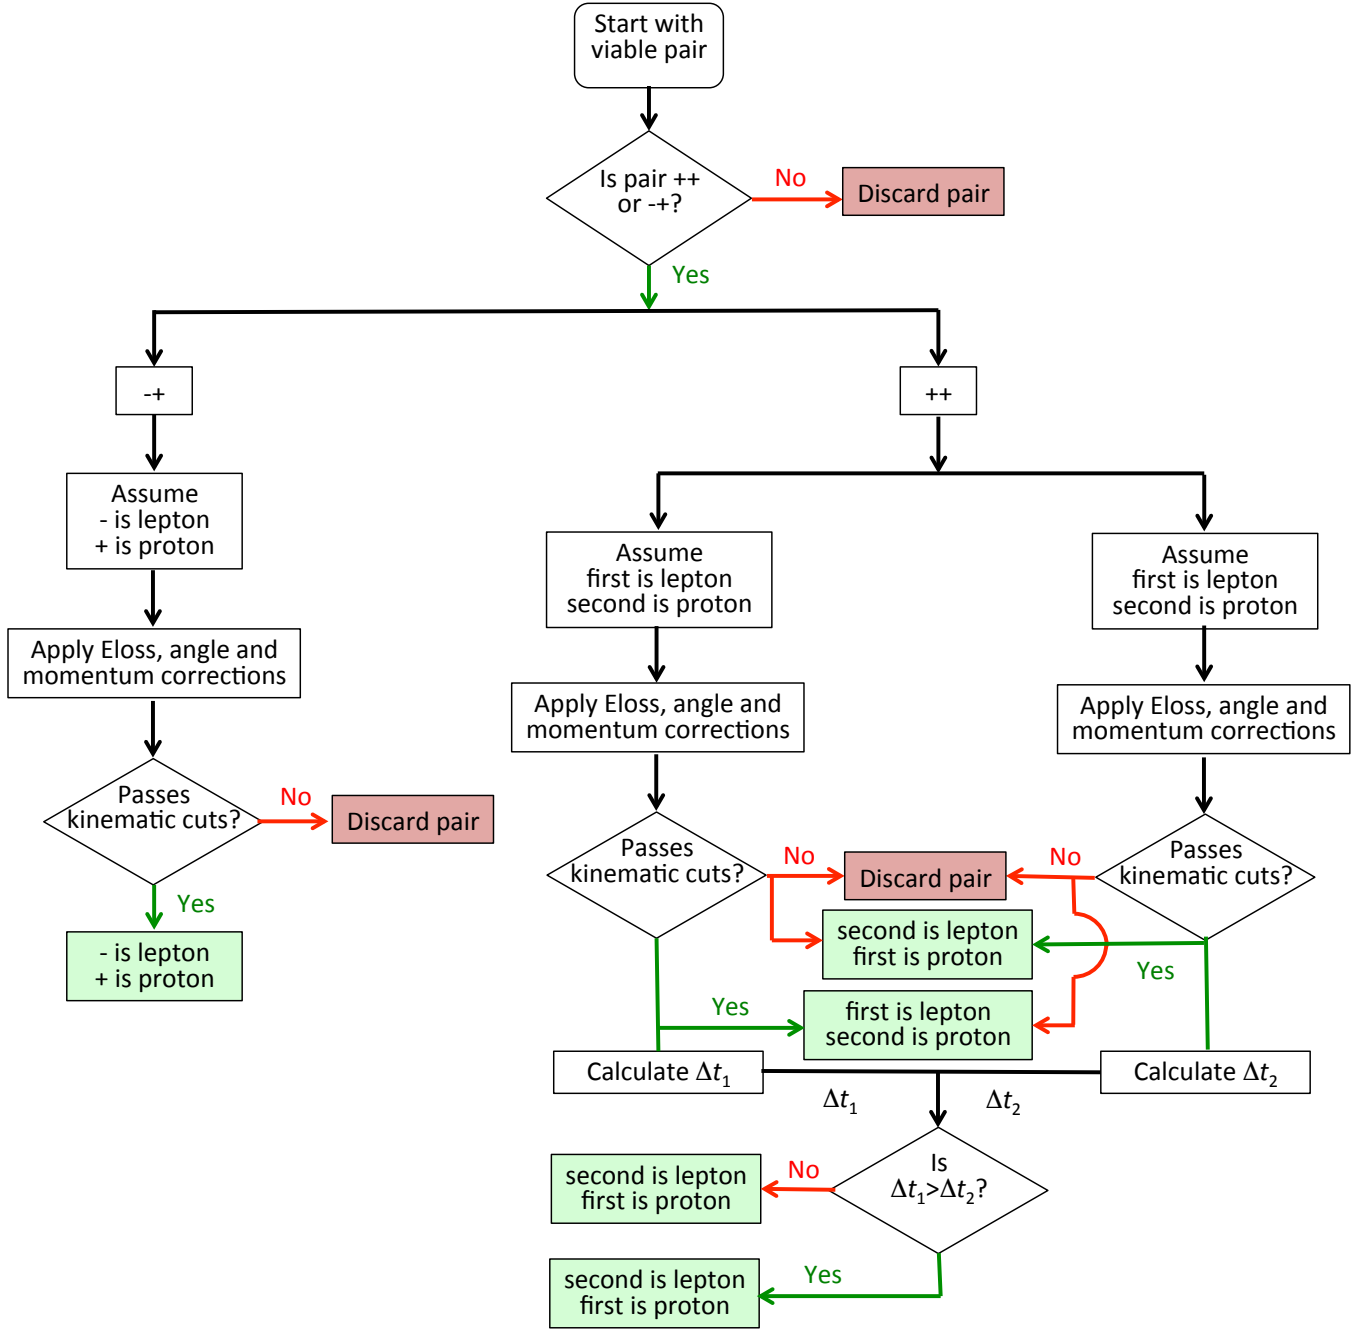 Start with
viable pair
Is pair ++
or -+?
No
Discard pair
Yes
-+
++
Assume
- is lepton
+ is proton
Assume
first is lepton
second is proton
Assume
first is lepton
second is proton
Apply Eloss, angle and
momentum corrections
Apply Eloss, angle and
momentum corrections
Apply Eloss, angle and
momentum corrections
Passes
kinematic cuts?
No
Discard pair
Yes
- is lepton
+ is proton
Passes
kinematic cuts?
No
Discard pair
No
Passes
kinematic cuts?
second is lepton
first is proton
Yes
Yes
first is lepton
second is proton
Calculate Δt₁
Calculate Δt₂
Δt₁
Δt₂
Is
Δt₁>Δt₂?
No
second is lepton
first is proton
Yes
second is lepton
first is proton